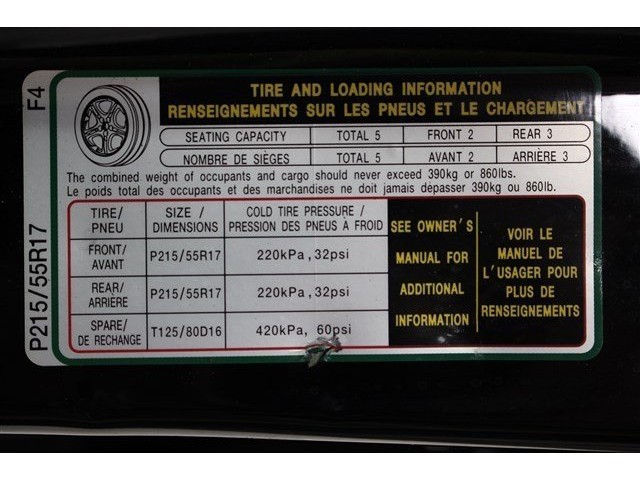 F4
P215/55R17
TIRE AND LOADING INFORMATION
RENSEIGNEMENTS SUR LES PNEUS ET LE CHARGEMENT
SEATING CAPACITY TOTAL 5 FRONT 2 REAR 3
NOMBRE DE SIÈGES TOTAL 5 AVANT 2 ARRIÈRE 3
The combined weight of occupants and cargo should never exceed 390kg or 860lbs.
Le poids total des occupants et des marchandises ne doit jamais dépasser 390kg ou 860lb.
TIRE/ SIZE / COLD TIRE PRESSURE /
PNEU DIMENSIONS PRESSION DES PNEUS À FROID
FRONT/
AVANT P215/55R17 220kPa,32psi
REAR/
ARRIÈRE P215/55R17 220kPa,32psi
SPARE/
DE RECHANGE T125/80D16 420kPa, 60psi
SEE OWNER'S
MANUAL FOR
ADDITIONAL
INFORMATION
VOIR LE
MANUEL DE
L'USAGER POUR
PLUS DE
RENSEIGNEMENTS